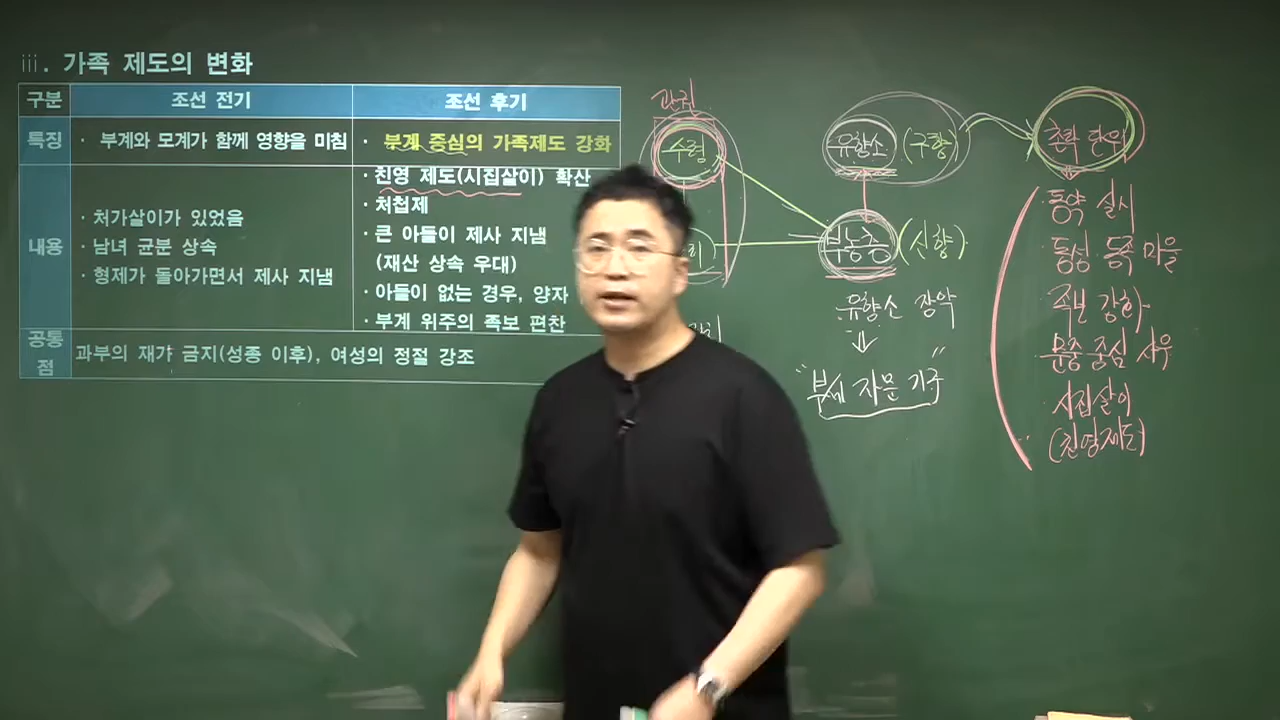 ⅲ. 가족 제도의 변화
구분 조선 전기 조선 후기
특징 · 부계와 모계가 함께 영향을 미침 · 부계 중심의 가족제도 강화
내용
· 처가살이가 있었음
· 남녀 균분 상속
· 형제가 돌아가면서 제사 지냄
· 친영 제도(시집살이) 확산
· 처첩제
· 큰 아들이 제사 지냄
(재산 상속 우대)
· 아들이 없는 경우, 양자
· 부계 위주의 족보 편찬
공통점 과부의 재가 금지(성종 이후), 여성의 정절 강조
관권
수령
유향소 (구향)
부농층 (신향)
유향소 장악
"부세 자문 기구"
촌락 단위
동약 실시
동성 동족 마을
족보 강화
문중 중심 사우
시집살이
(친영제도)